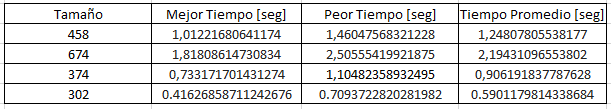 Tamaño Mejor Tiempo [seg] Peor Tiempo [seg] Tiempo Promedio [seg]
458 1,01221680641174 1,46047568321228 1,24807805538177
674 1,81808614730834 2,50555419921875 2,19431096553802
374 0,733171701431274 1,10482358932495 0,906191837787628
302 0.41626858711242676 0.7093722820281982 0.5901179814338684